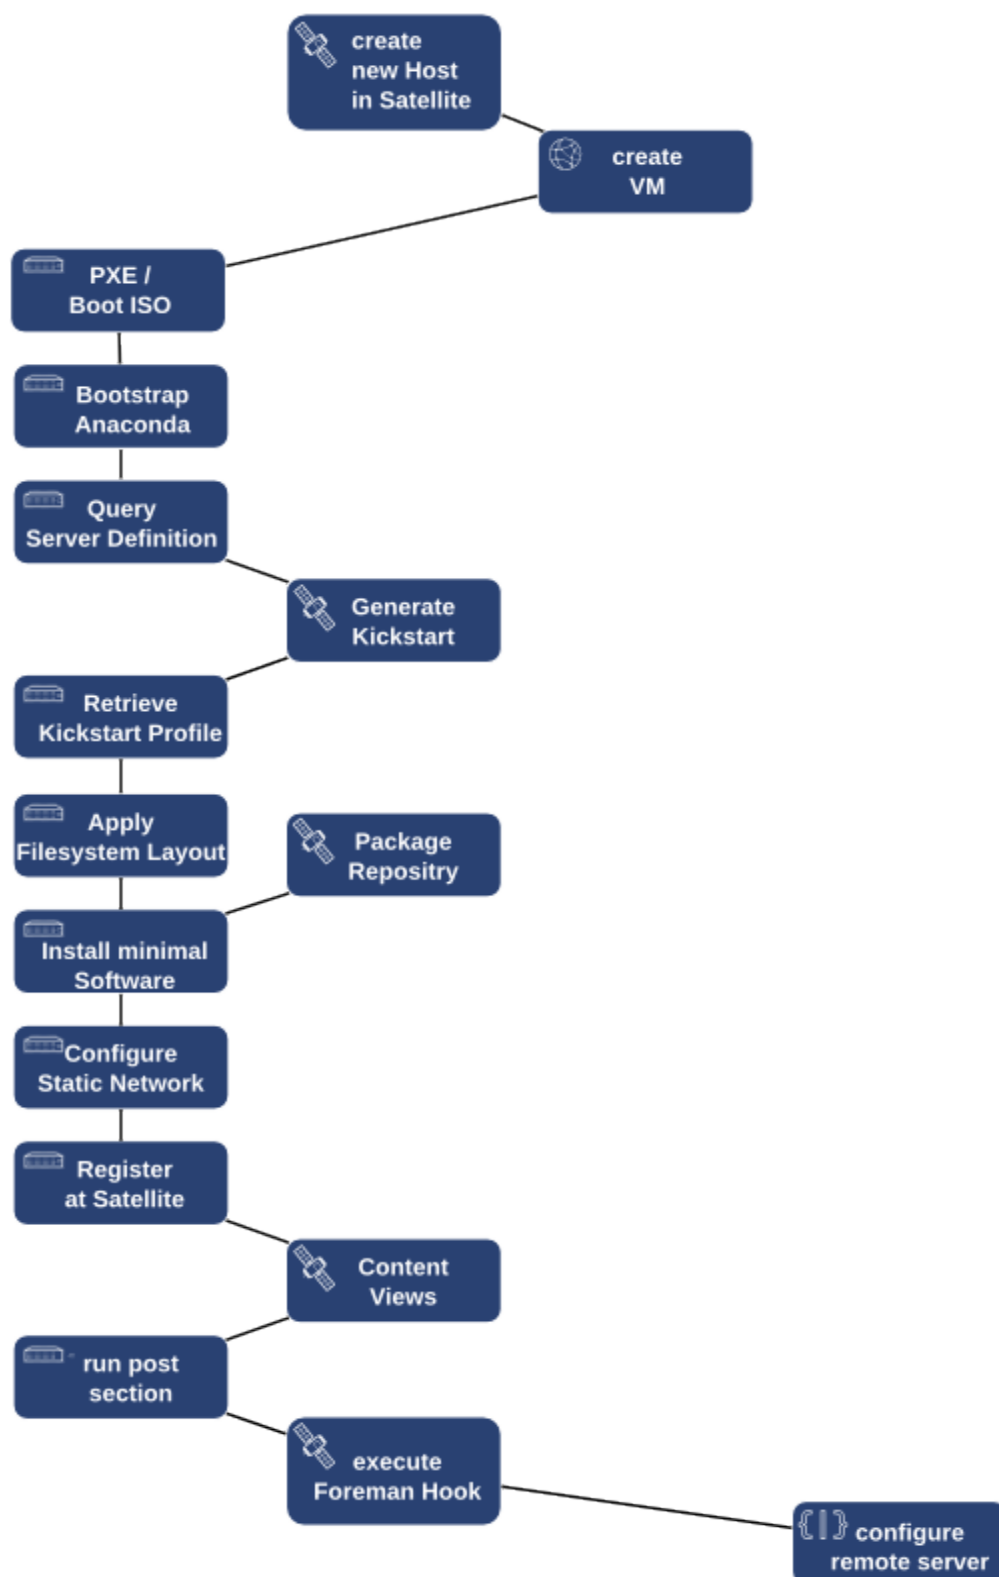 create
new Host
in Satellite
create
VM
PXE /
Boot ISO
Bootstrap
Anaconda
Query
Server Definition
Generate
Kickstart
Retrieve
Kickstart Profile
Apply
Filesystem Layout
Package
Repositry
Install minimal
Software
Configure
Static Network
Register
at Satellite
Content
Views
run post
section
execute
Foreman Hook
configure
remote server